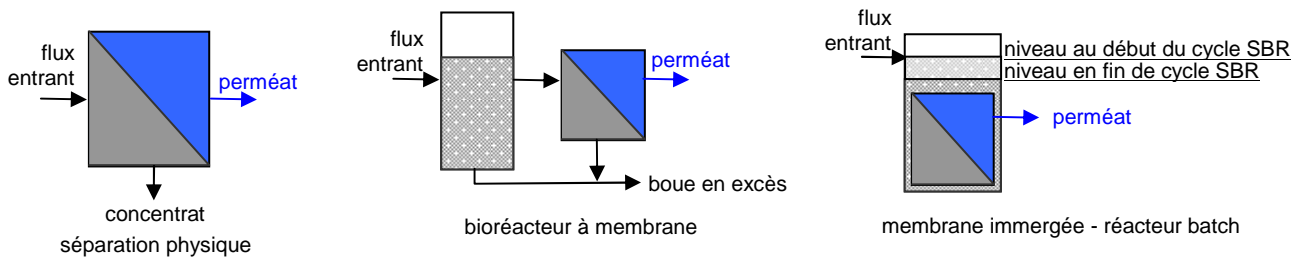 flux
entrant
perméat
concentrat
séparation physique
flux
entrant
perméat
boue en excès
bioréacteur à membrane
flux
entrant
niveau au début du cycle SBR
niveau en fin de cycle SBR
perméat
membrane immergée - réacteur batch